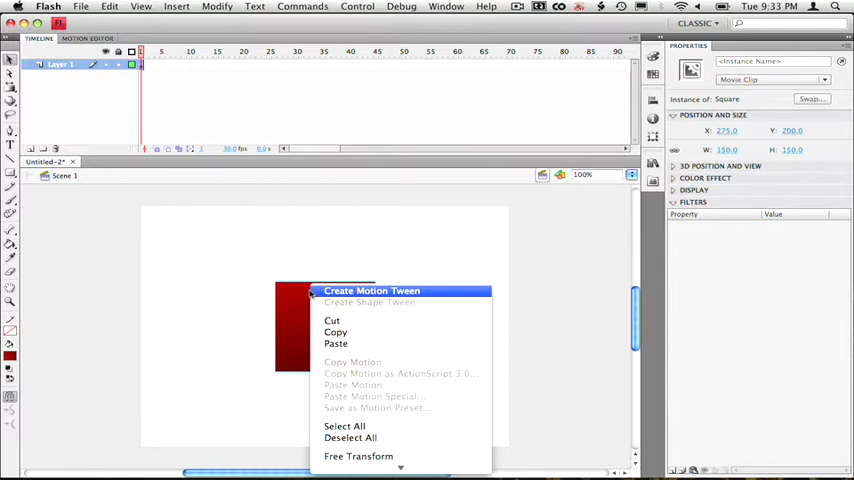 Flash File Edit View Insert Modify Text Commands Control Debug Window Help Tue 9:33 PM
Fl CLASSIC
TIMELINE MOTION EDITOR
1 5 10 15 20 25 30 35 40 45 50 55 60 65 70 75 80 85 90
Layer 1
1 30.0 fps 0.0 s
Untitled-2*
Scene 1 100%
Create Motion Tween
Create Shape Tween
Cut
Copy
Paste
Copy Motion
Copy Motion as ActionScript 3.0...
Paste Motion
Paste Motion Special...
Save as Motion Preset...
Select All
Deselect All
Free Transform
PROPERTIES
<Instance Name>
Movie Clip
Instance of: Square Swap...
POSITION AND SIZE
X: 275.0 Y: 200.0
W: 150.0 H: 150.0
3D POSITION AND VIEW
COLOR EFFECT
DISPLAY
FILTERS
Property Value